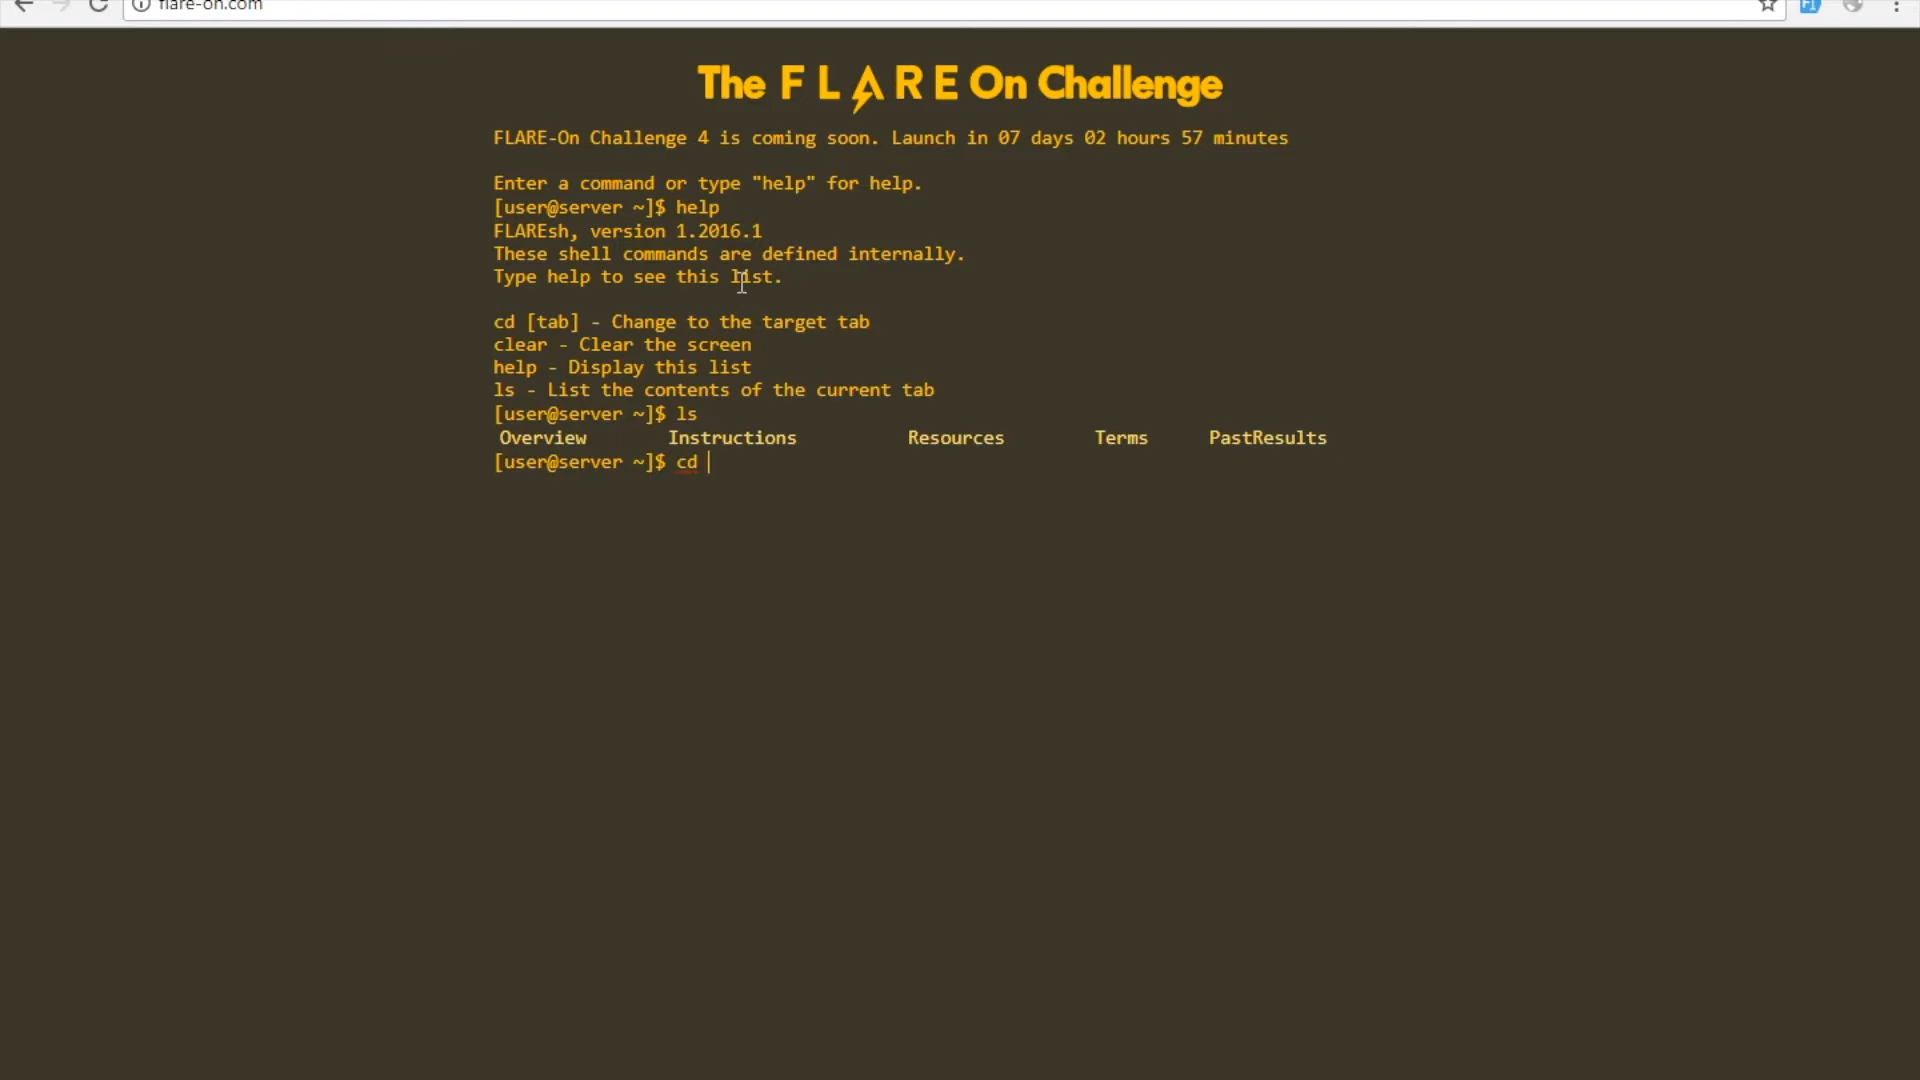 flare-on.com
The FLARE On Challenge
FLARE-On Challenge 4 is coming soon. Launch in 07 days 02 hours 57 minutes
Enter a command or type "help" for help.
[user@server ~]$ help
FLAREsh, version 1.2016.1
These shell commands are defined internally.
Type help to see this list.
cd [tab] - Change to the target tab
clear - Clear the screen
help - Display this list
ls - List the contents of the current tab
[user@server ~]$ ls
Overview Instructions Resources Terms PastResults
[user@server ~]$ cd